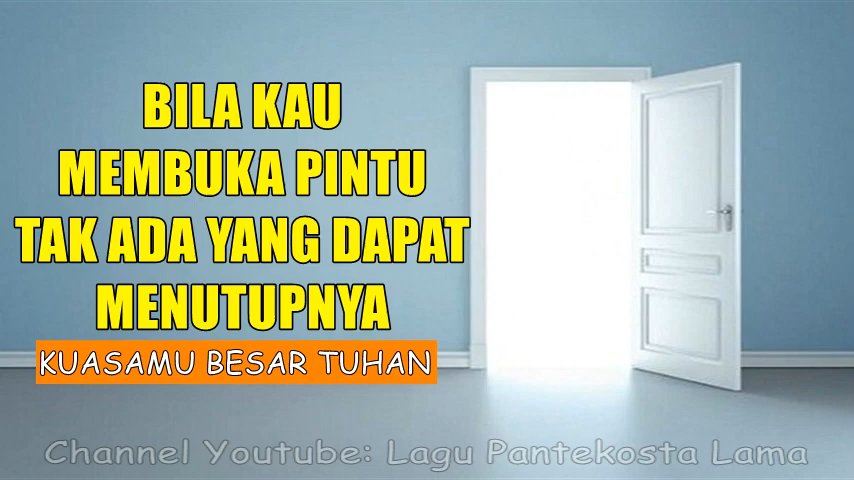 BILA KAU
MEMBUKA PINTU
TAK ADA YANG DAPAT
MENUTUPNYA
KUASAMU BESAR TUHAN
Channel Youtube: Lagu Pantekosta Lama